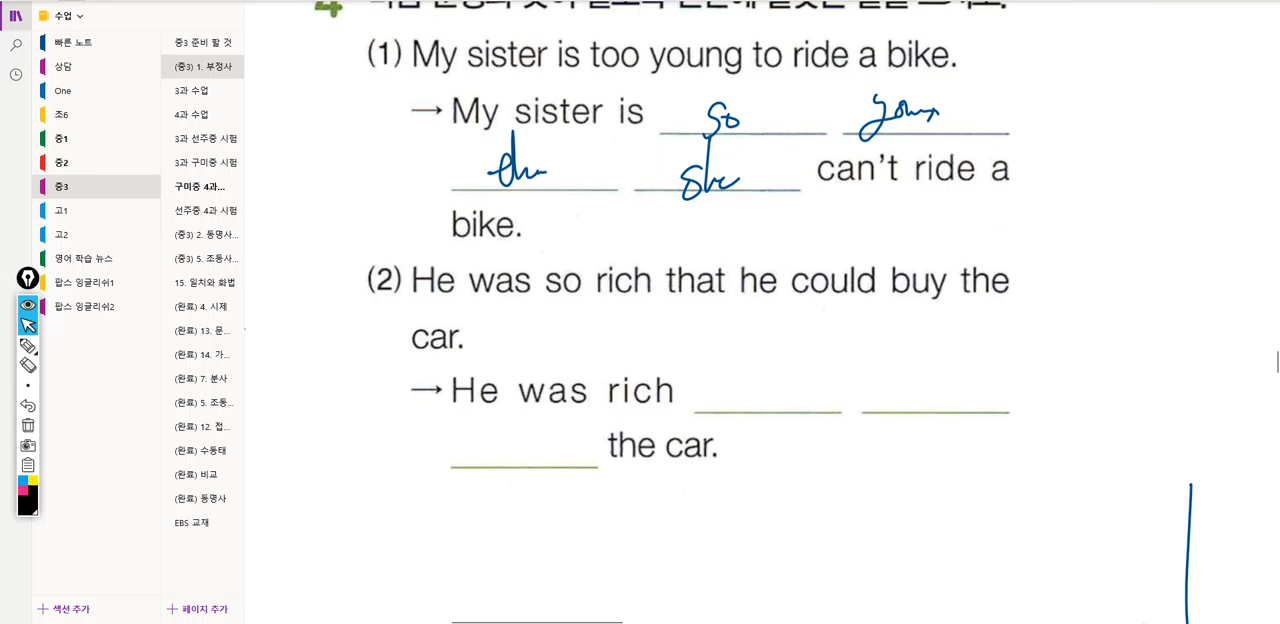 수업
빠른 노트
상담
One
초6
중1
중2
중3
고1
고2
영어 학습 뉴스
팝스 잉글리쉬1
팝스 잉글리쉬2
섹션 추가
중3 준비 할 것
(중3) 1. 부정사
3과 수업
4과 수업
3과 선주중 시험
3과 구미중 시험
구미중 4과...
선주중 4과 시험
(중3) 2. 동명사...
(중3) 5. 조동사...
15. 일치와 화법
(완료) 4. 시제
(완료) 13. 문...
(완료) 14. 가...
(완료) 7. 분사
(완료) 5. 조동...
(완료) 12. 접...
(완료) 수동태
(완료) 비교
(완료) 동명사
EBS 교재
페이지 추가
4
(1) My sister is too young to ride a bike.
→ My sister is so young
she can't ride a
bike.
(2) He was so rich that he could buy the
car.
→ He was rich
the car.